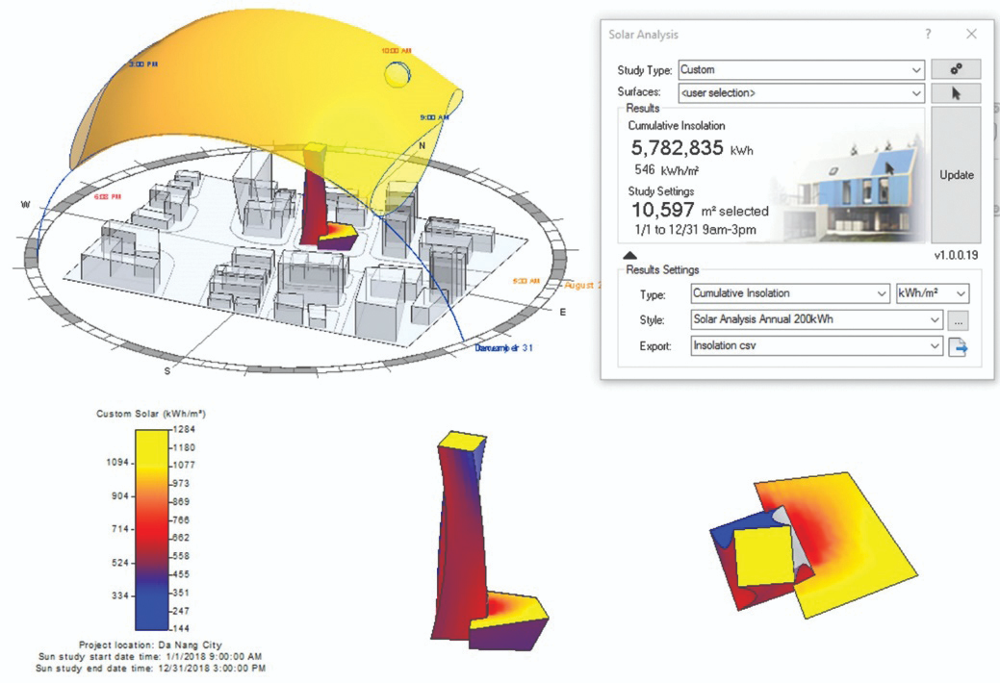 10:00 AM
3:00 PM
9:00 AM
N
W
6:08 PM
5:00 AM
August 2
E
S
December 31
Solar Analysis
?
Study Type: Custom
Surfaces: <user selection>
Results
Cumulative Insolation
5,782,835 kWh
546 kWh/m²
Study Settings
10,597 m² selected
1/1 to 12/31 9am-3pm
Update
v1.0.0.19
Results Settings
Type: Cumulative Insolation kWh/m²
Style: Solar Analysis Annual 200kWh ...
Export: Insolation csv
Custom Solar (kWh/m²)
1284
1180
1094
1077
973
904
869
766
714
662
558
524
455
351
334
247
144
Project location: Da Nang City
Sun study start date time: 1/1/2018 9:00:00 AM
Sun study end date time: 12/31/2018 3:00:00 PM